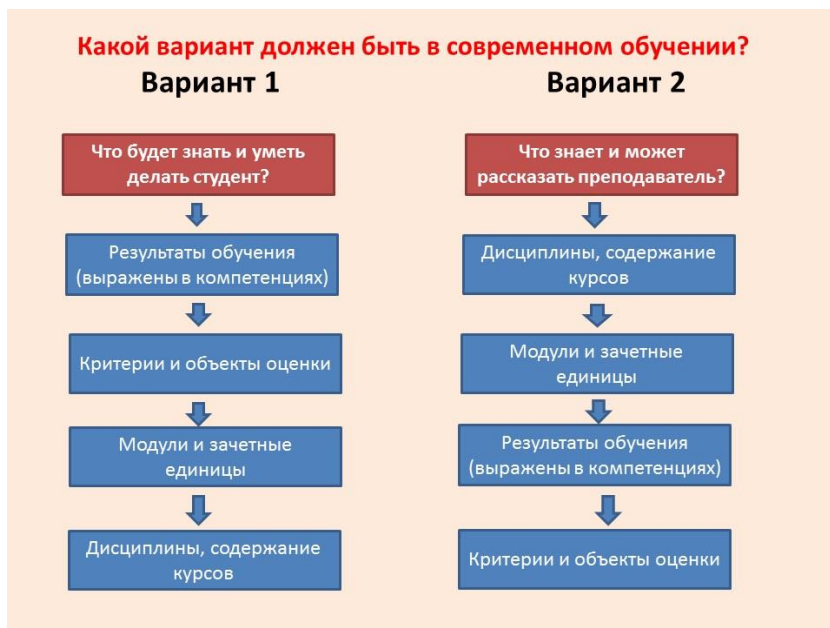 Какой вариант должен быть в современном обучении?
Вариант 1
Что будет знать и уметь
делать студент?
Результаты обучения
(выражены в компетенциях)
Критерии и объекты оценки
Модули и зачетные
единицы
Дисциплины, содержание
курсов
Вариант 2
Что знает и может
рассказать преподаватель?
Дисциплины, содержание
курсов
Модули и зачетные
единицы
Результаты обучения
(выражены в компетенциях)
Критерии и объекты оценки